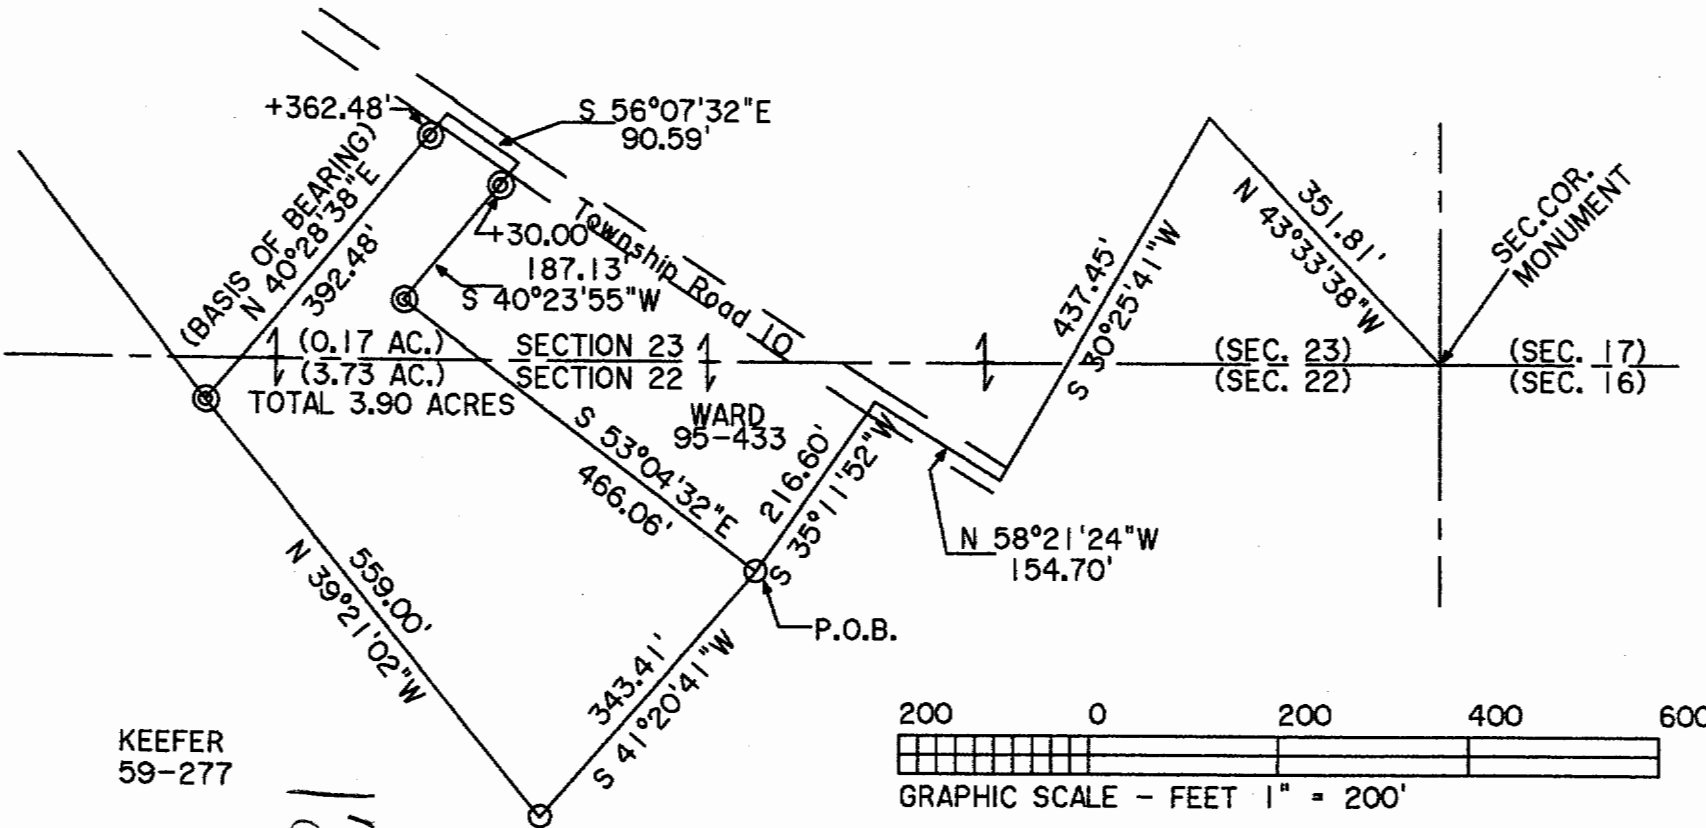 +362.48'
S 56°07'32"E
90.59'
(BASIS OF BEARING)
N 40°28'38"E
392.48'
+30.00'
187.13'
S 40°23'55"W
Township Road 10
437.45'
S 30°25'41"W
351.81'
N 43°33'38"W
SEC.COR.
MONUMENT
(0.17 AC.)
(3.73 AC.)
TOTAL 3.90 ACRES
SECTION 23
SECTION 22
(SEC. 23)
(SEC. 22)
(SEC. 17)
(SEC. 16)
WARD
95-433
S 53°04'32"E
466.06'
216.60'
S 35°11'52"W
N 58°21'24"W
154.70'
P.O.B.
559.00'
N 39°21'02"W
343.41'
S 41°20'41"W
KEEFER
59-277
200 0 200 400 600
GRAPHIC SCALE - FEET 1" = 200'